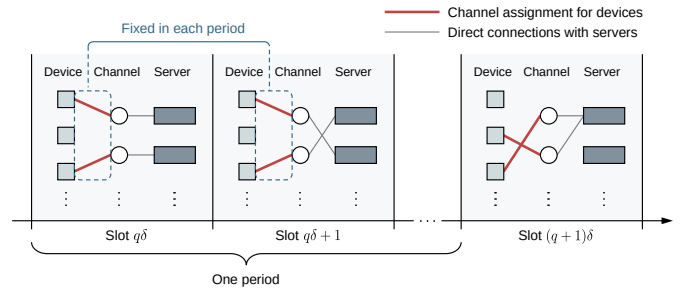 Channel assignment for devices
Direct connections with servers
Fixed in each period
Device Channel Server
Device Channel Server
Device Channel Server
Slot qδ
Slot qδ + 1
Slot (q + 1)δ
One period